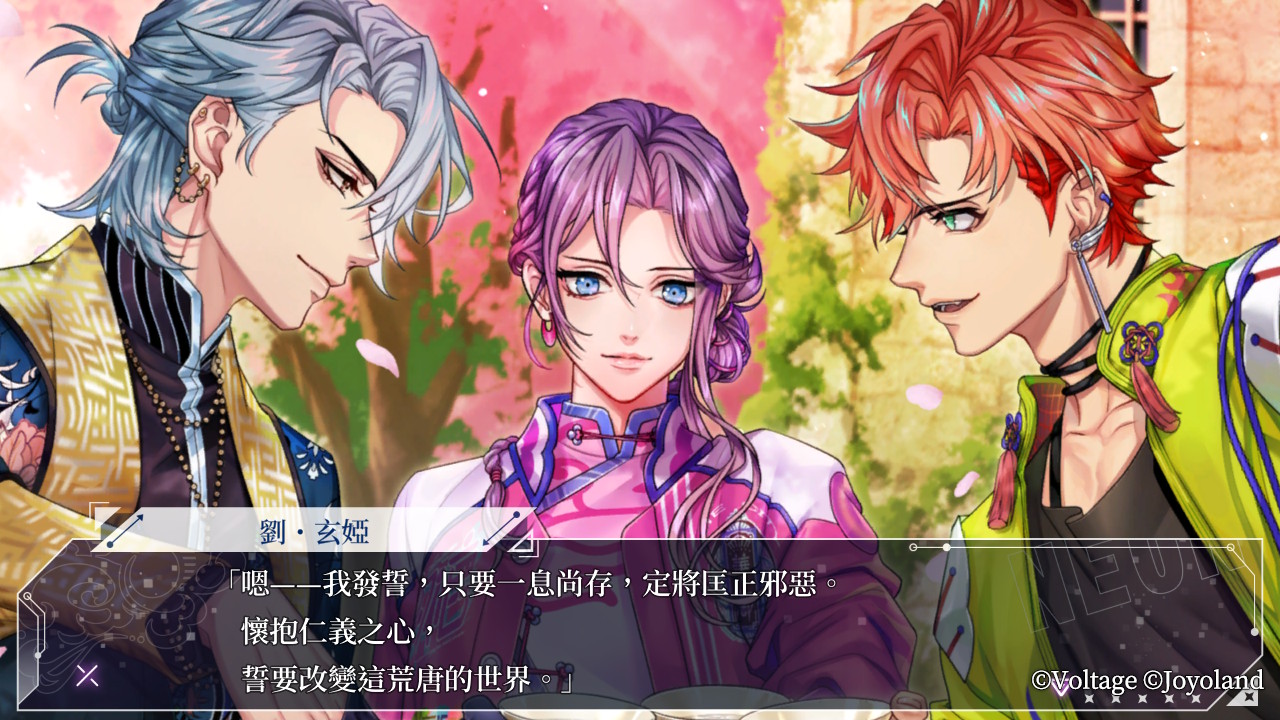 劉・玄婭
「嗯——我發誓，只要一息尚存，定將匡正邪惡。
懷抱仁義之心，
誓要改變這荒唐的世界。」
©Voltage ©Joyoland